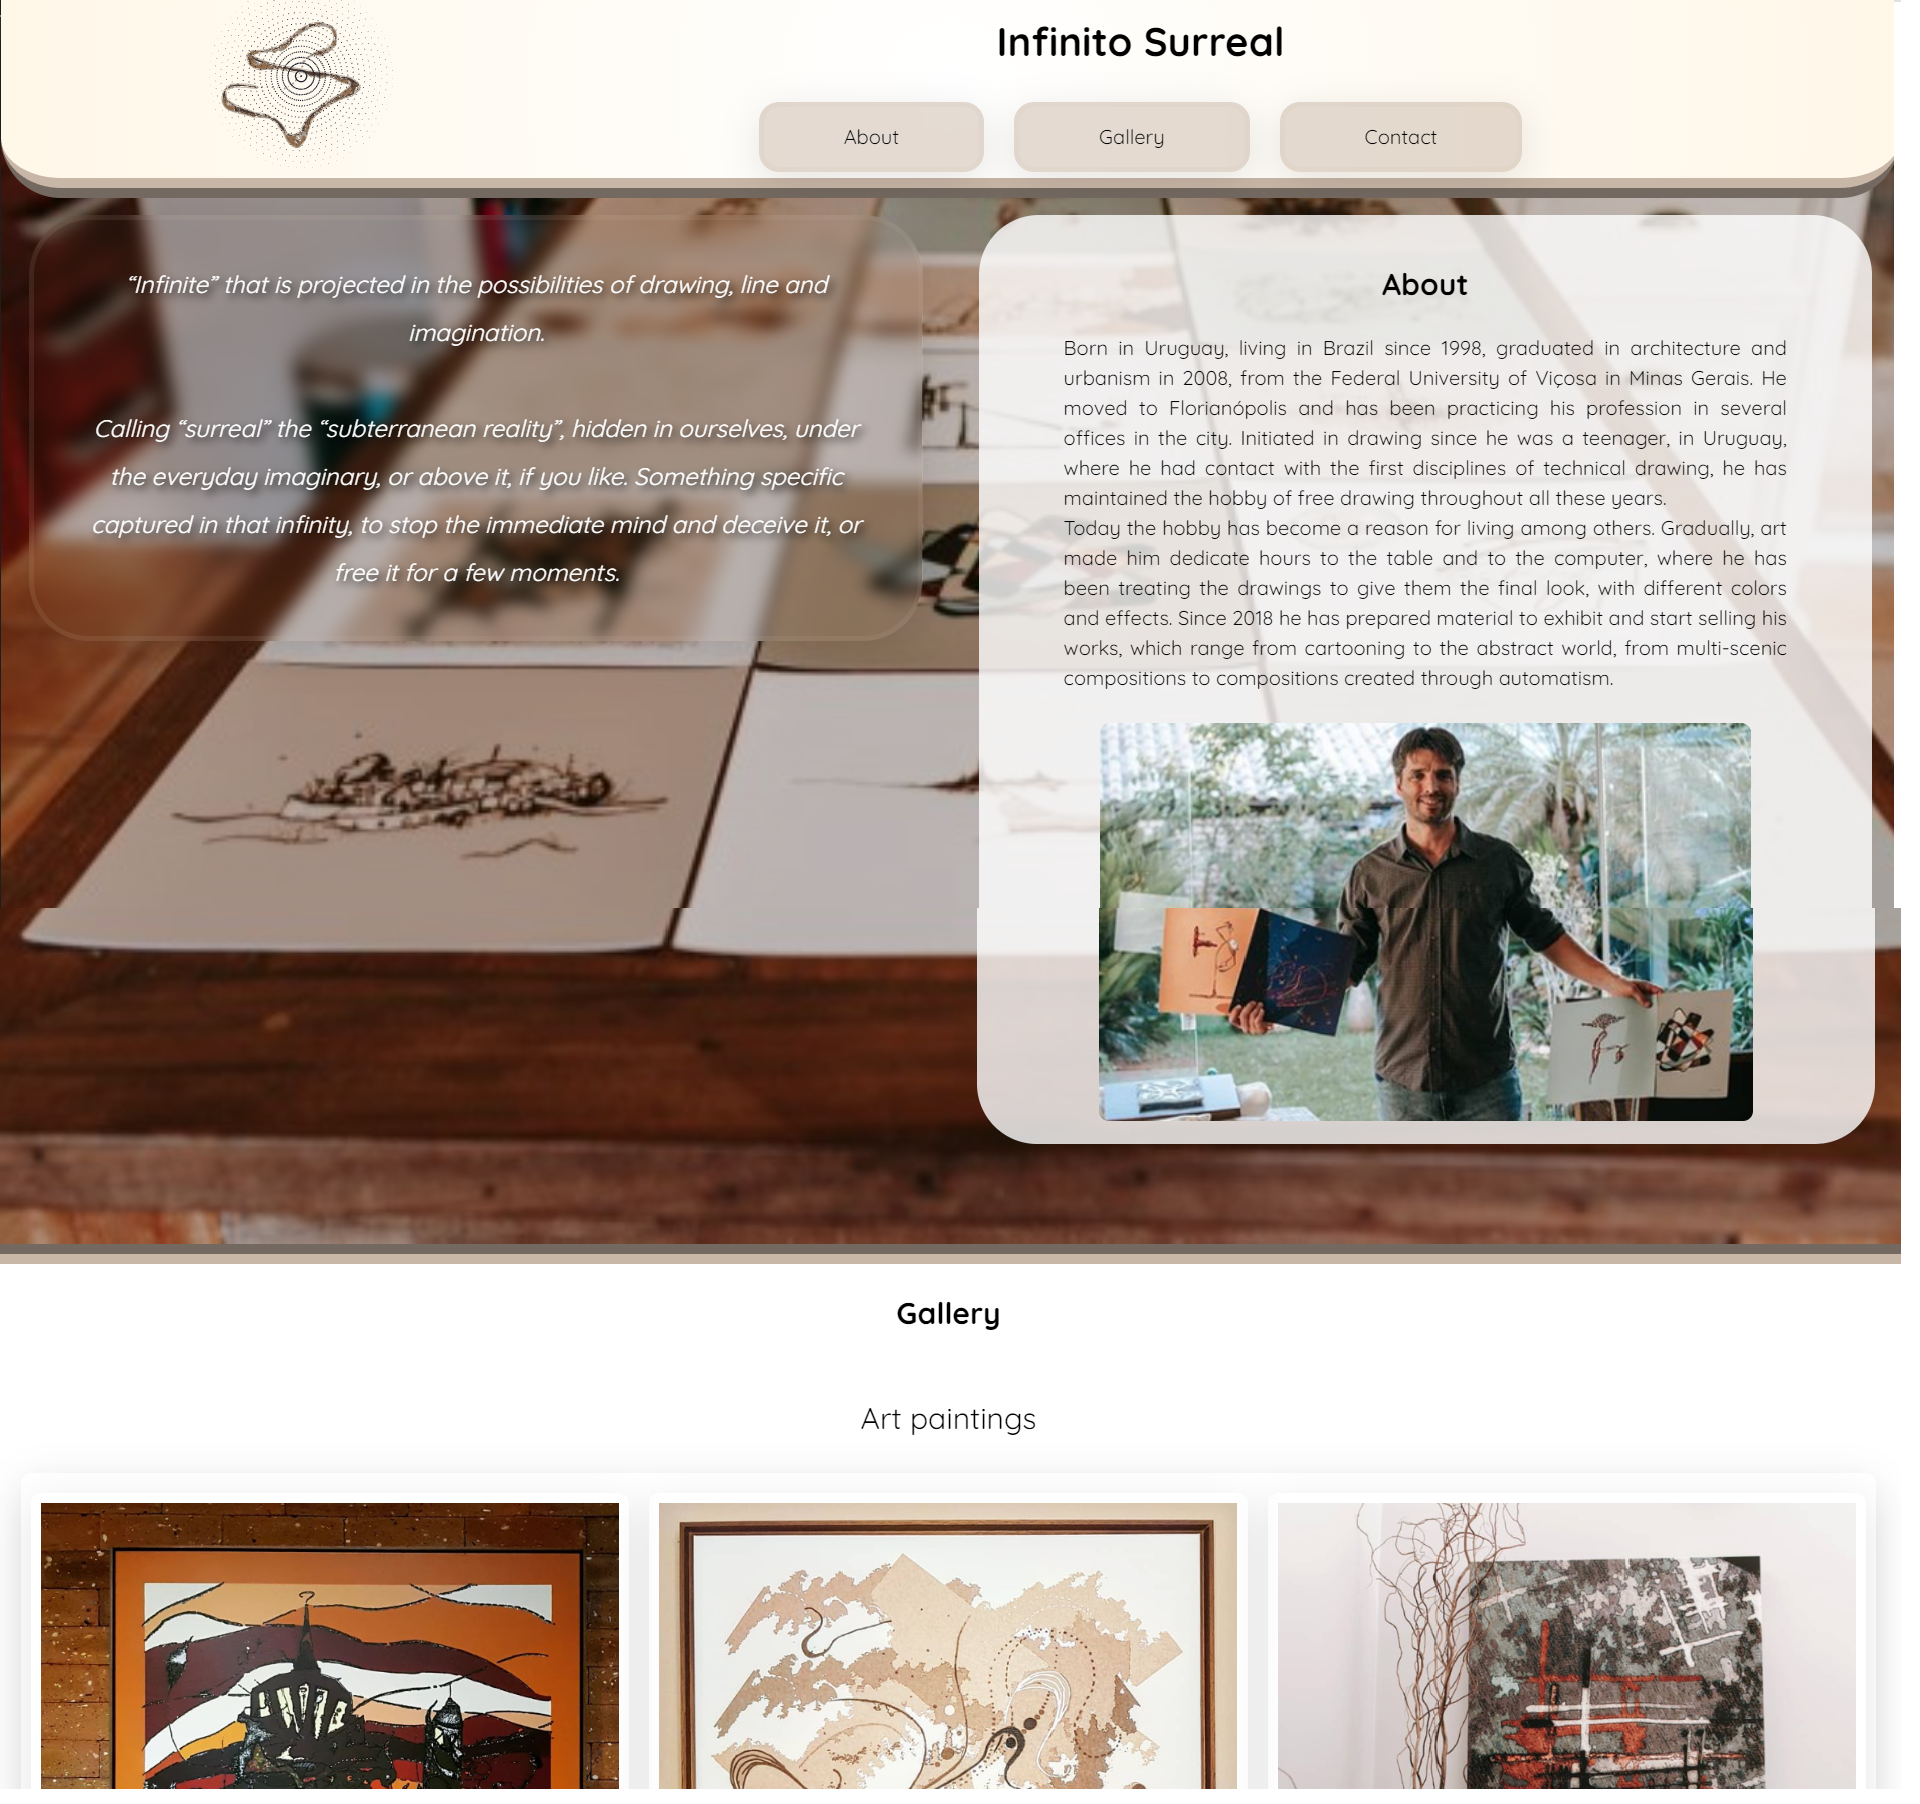 Infinito Surreal
About
Gallery
Contact
“Infinite” that is projected in the possibilities of drawing, line and
imagination.
Calling “surreal” the “subterranean reality”, hidden in ourselves, under
the everyday imaginary, or above it, if you like. Something specific
captured in that infinity, to stop the immediate mind and deceive it, or
free it for a few moments.
About
Born in Uruguay, living in Brazil since 1998, graduated in architecture and
urbanism in 2008, from the Federal University of Viçosa in Minas Gerais. He
moved to Florianópolis and has been practicing his profession in several
offices in the city. Initiated in drawing since he was a teenager, in Uruguay,
where he had contact with the first disciplines of technical drawing, he has
maintained the hobby of free drawing throughout all these years.
Today the hobby has become a reason for living among others. Gradually, art
made him dedicate hours to the table and to the computer, where he has
been treating the drawings to give them the final look, with different colors
and effects. Since 2018 he has prepared material to exhibit and start selling his
works, which range from cartooning to the abstract world, from multi-scenic
compositions to compositions created through automatism.
Gallery
Art paintings